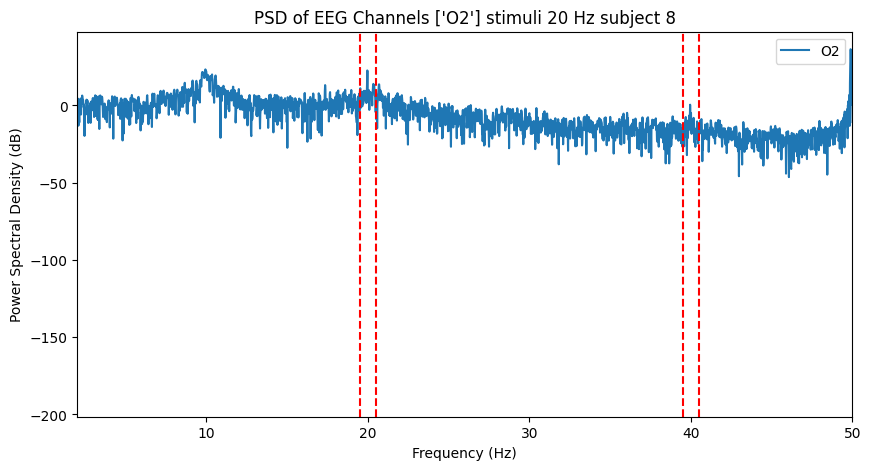 PSD of EEG Channels ['O2'] stimuli 20 Hz subject 8
O2
Power Spectral Density (dB)
0
−50
−100
−150
−200
10
20
30
40
50
Frequency (Hz)